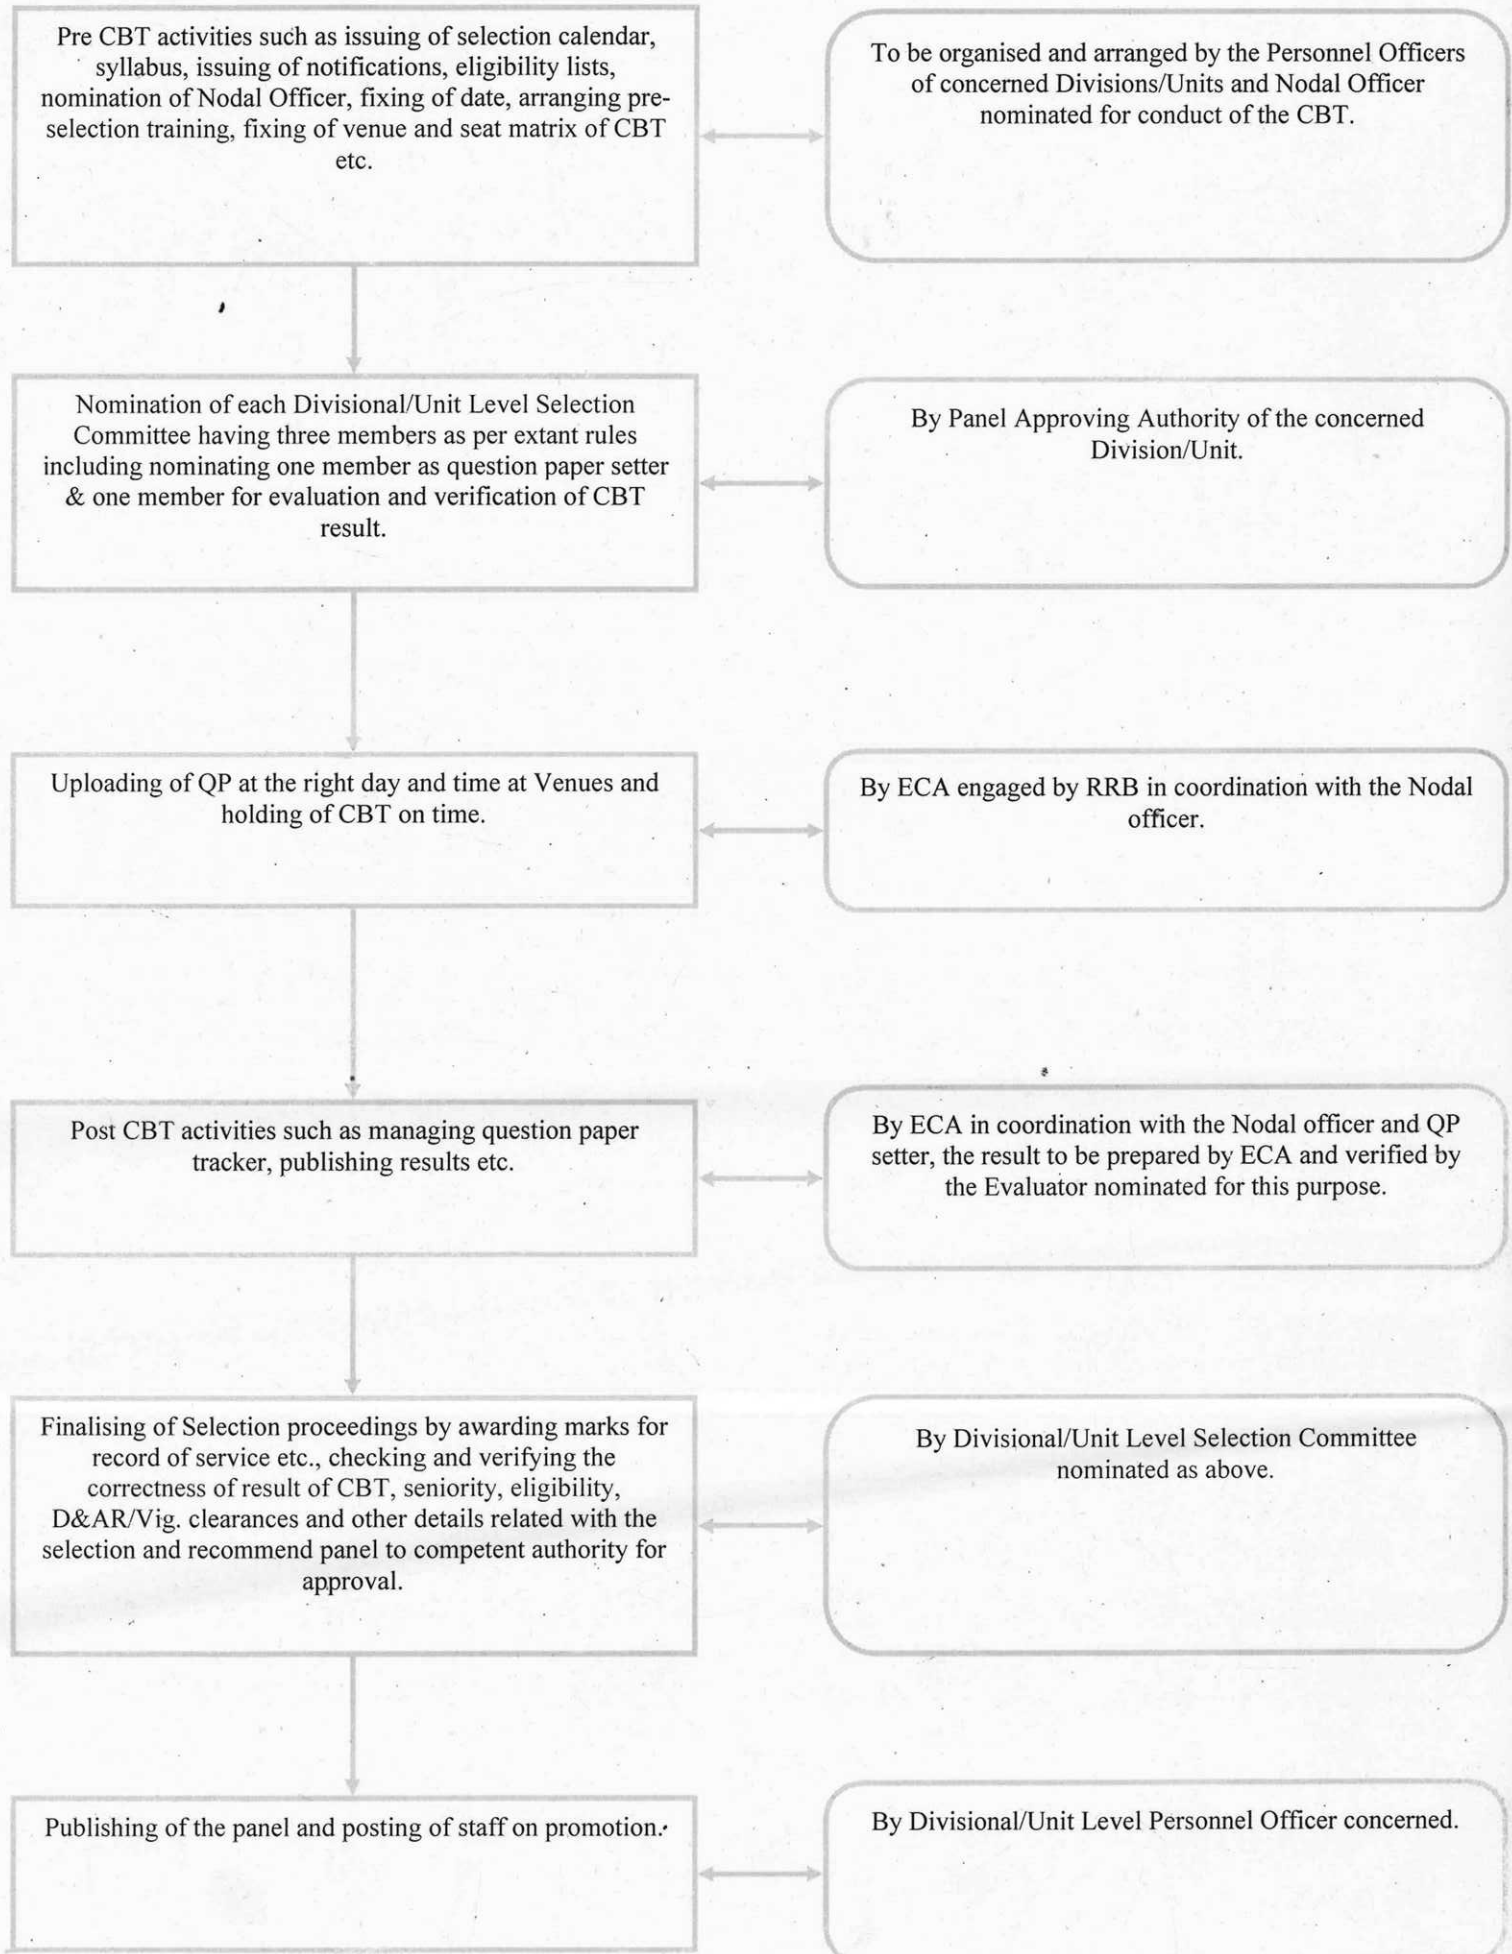 Pre CBT activities such as issuing of selection calendar,
syllabus, issuing of notifications, eligibility lists,
nomination of Nodal Officer, fixing of date, arranging pre-
selection training, fixing of venue and seat matrix of CBT
etc.
To be organised and arranged by the Personnel Officers
of concerned Divisions/Units and Nodal Officer
nominated for conduct of the CBT.
Nomination of each Divisional/Unit Level Selection
Committee having three members as per extant rules
including nominating one member as question paper setter
& one member for evaluation and verification of CBT
result.
By Panel Approving Authority of the concerned
Division/Unit.
Uploading of QP at the right day and time at Venues and
holding of CBT on time.
By ECA engaged by RRB in coordination with the Nodal
officer.
Post CBT activities such as managing question paper
tracker, publishing results etc.
By ECA in coordination with the Nodal officer and QP
setter, the result to be prepared by ECA and verified by
the Evaluator nominated for this purpose.
Finalising of Selection proceedings by awarding marks for
record of service etc., checking and verifying the
correctness of result of CBT, seniority, eligibility,
D&AR/Vig. clearances and other details related with the
selection and recommend panel to competent authority for
approval.
By Divisional/Unit Level Selection Committee
nominated as above.
Publishing of the panel and posting of staff on promotion.
By Divisional/Unit Level Personnel Officer concerned.